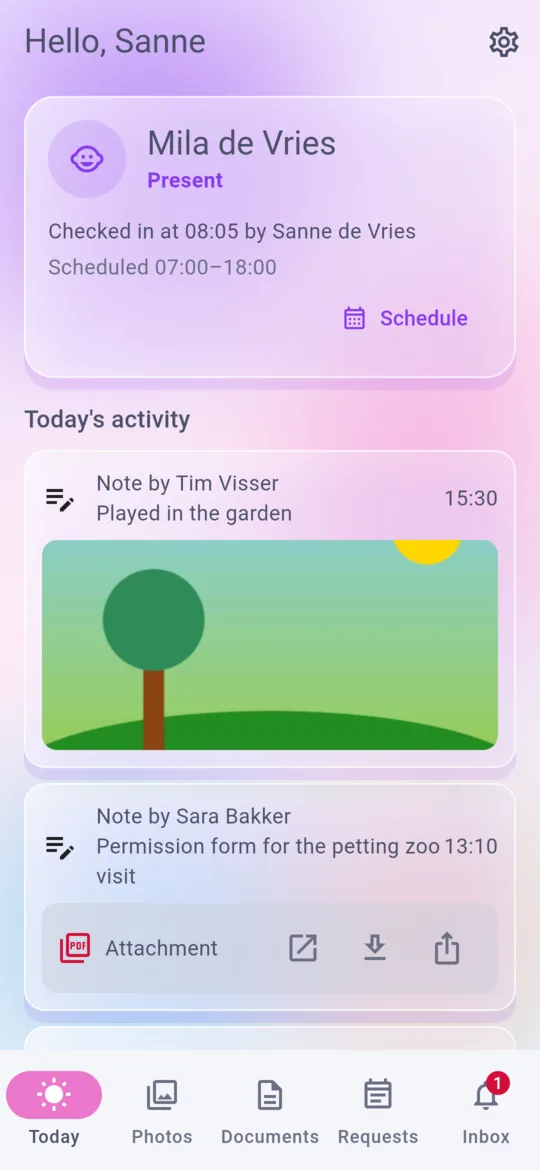 Hello, Sanne
Mila de Vries
Present
Checked in at 08:05 by Sanne de Vries
Scheduled 07:00–18:00
Schedule
Today's activity
Note by Tim Visser
Played in the garden
15:30
Note by Sara Bakker
Permission form for the petting zoo
visit
13:10
PDF
Attachment
Today
Photos
Documents
Requests
1
Inbox